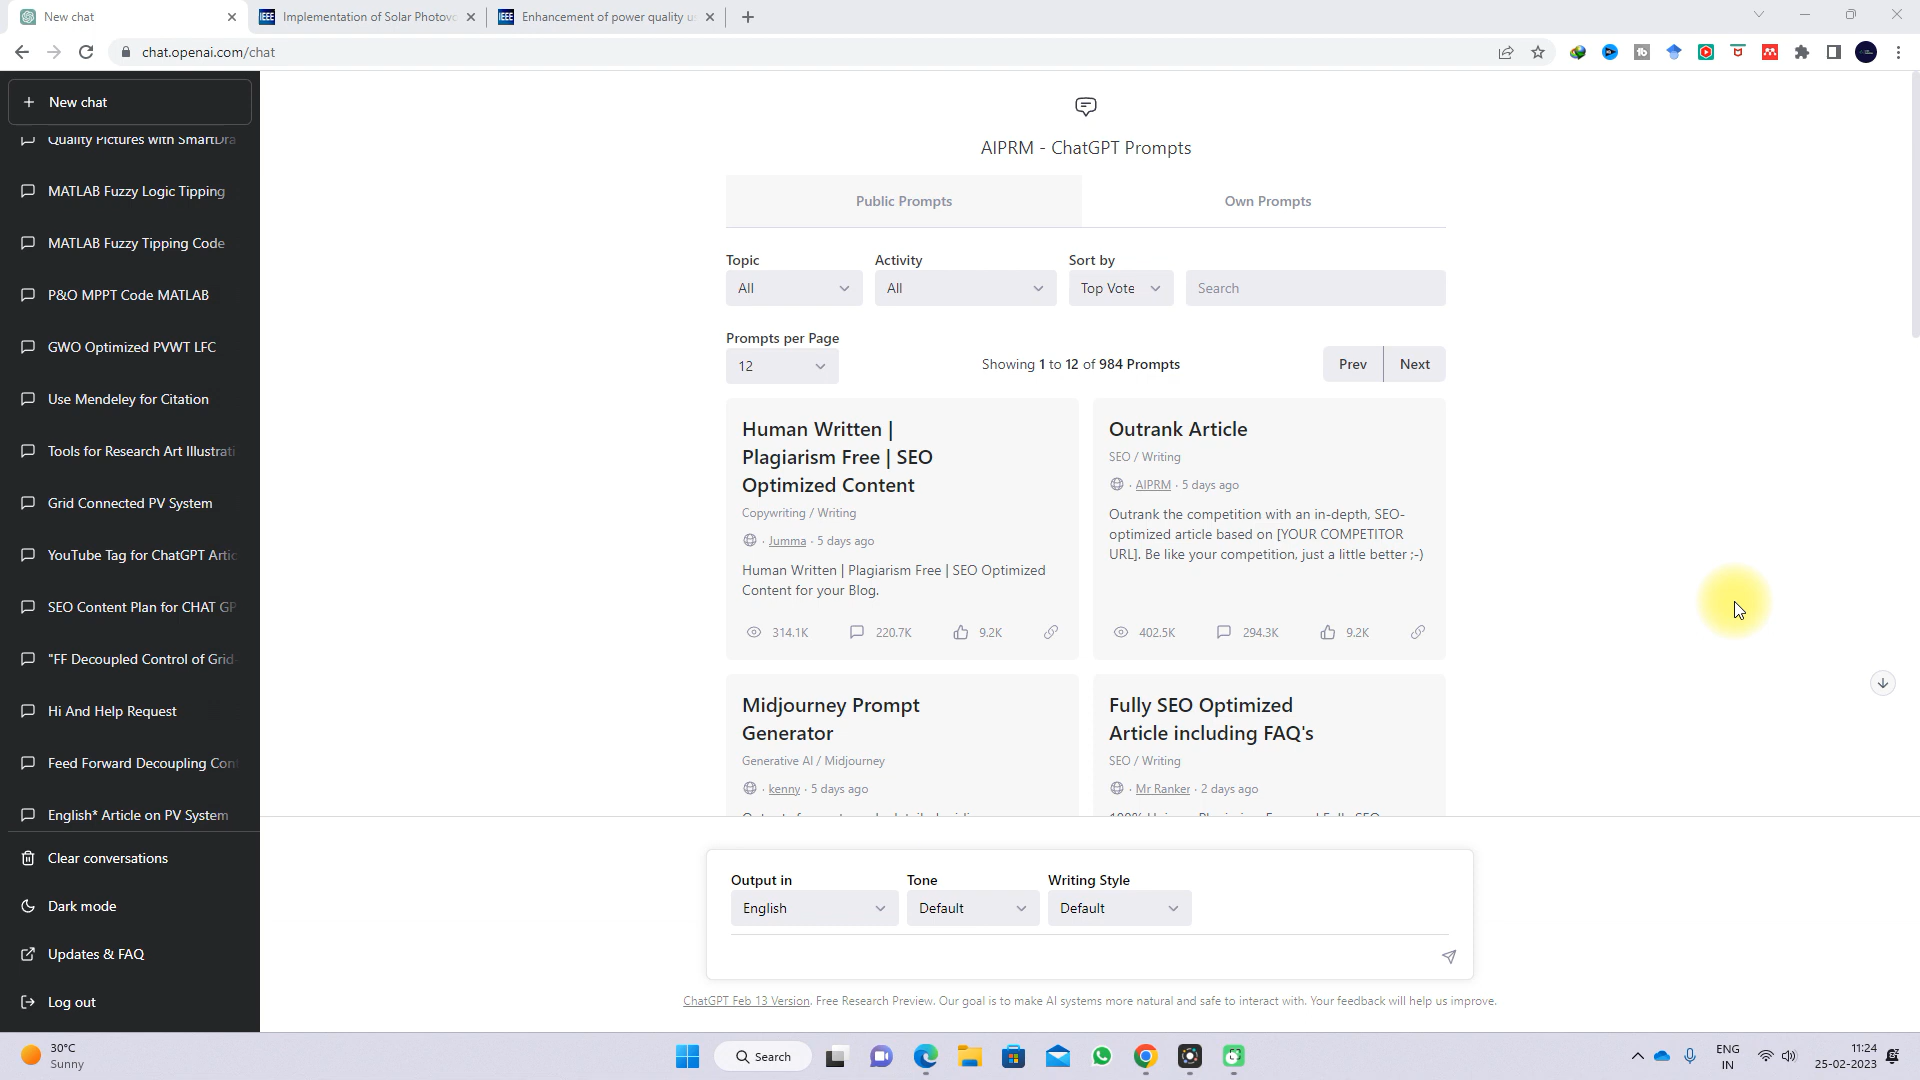 New chat
IEEE Implementation of Solar Photovo
IEEE Enhancement of power quality u
chat.openai.com/chat
New chat
Quality Pictures with SmartDra
MATLAB Fuzzy Logic Tipping
MATLAB Fuzzy Tipping Code
P&O MPPT Code MATLAB
GWO Optimized PVWT LFC
Use Mendeley for Citation
Tools for Research Art Illustrati
Grid Connected PV System
YouTube Tag for ChatGPT Artic
SEO Content Plan for CHAT GP
"FF Decoupled Control of Grid
Hi And Help Request
Feed Forward Decoupling Con
English* Article on PV System
Clear conversations
Dark mode
Updates & FAQ
Log out
AIPRM - ChatGPT Prompts
Public Prompts
Own Prompts
Topic
All
Activity
All
Sort by
Top Vote
Search
Prompts per Page
12
Showing 1 to 12 of 984 Prompts
Prev
Next
Human Written |
Plagiarism Free | SEO
Optimized Content
Copywriting / Writing
· Jumma · 5 days ago
Human Written | Plagiarism Free | SEO Optimized
Content for your Blog.
314.1K 220.7K 9.2K
Outrank Article
SEO / Writing
· AIPRM · 5 days ago
Outrank the competition with an in-depth, SEO-
optimized article based on [YOUR COMPETITOR
URL]. Be like your competition, just a little better ;-)
402.5K 294.3K 9.2K
Midjourney Prompt
Generator
Generative AI / Midjourney
· kenny · 5 days ago
Fully SEO Optimized
Article including FAQ's
SEO / Writing
· Mr Ranker · 2 days ago
Output in
English
Tone
Default
Writing Style
Default
ChatGPT Feb 13 Version. Free Research Preview. Our goal is to make AI systems more natural and safe to interact with. Your feedback will help us improve.
30°C
Sunny
Search
ENG
IN
11:24
25-02-2023